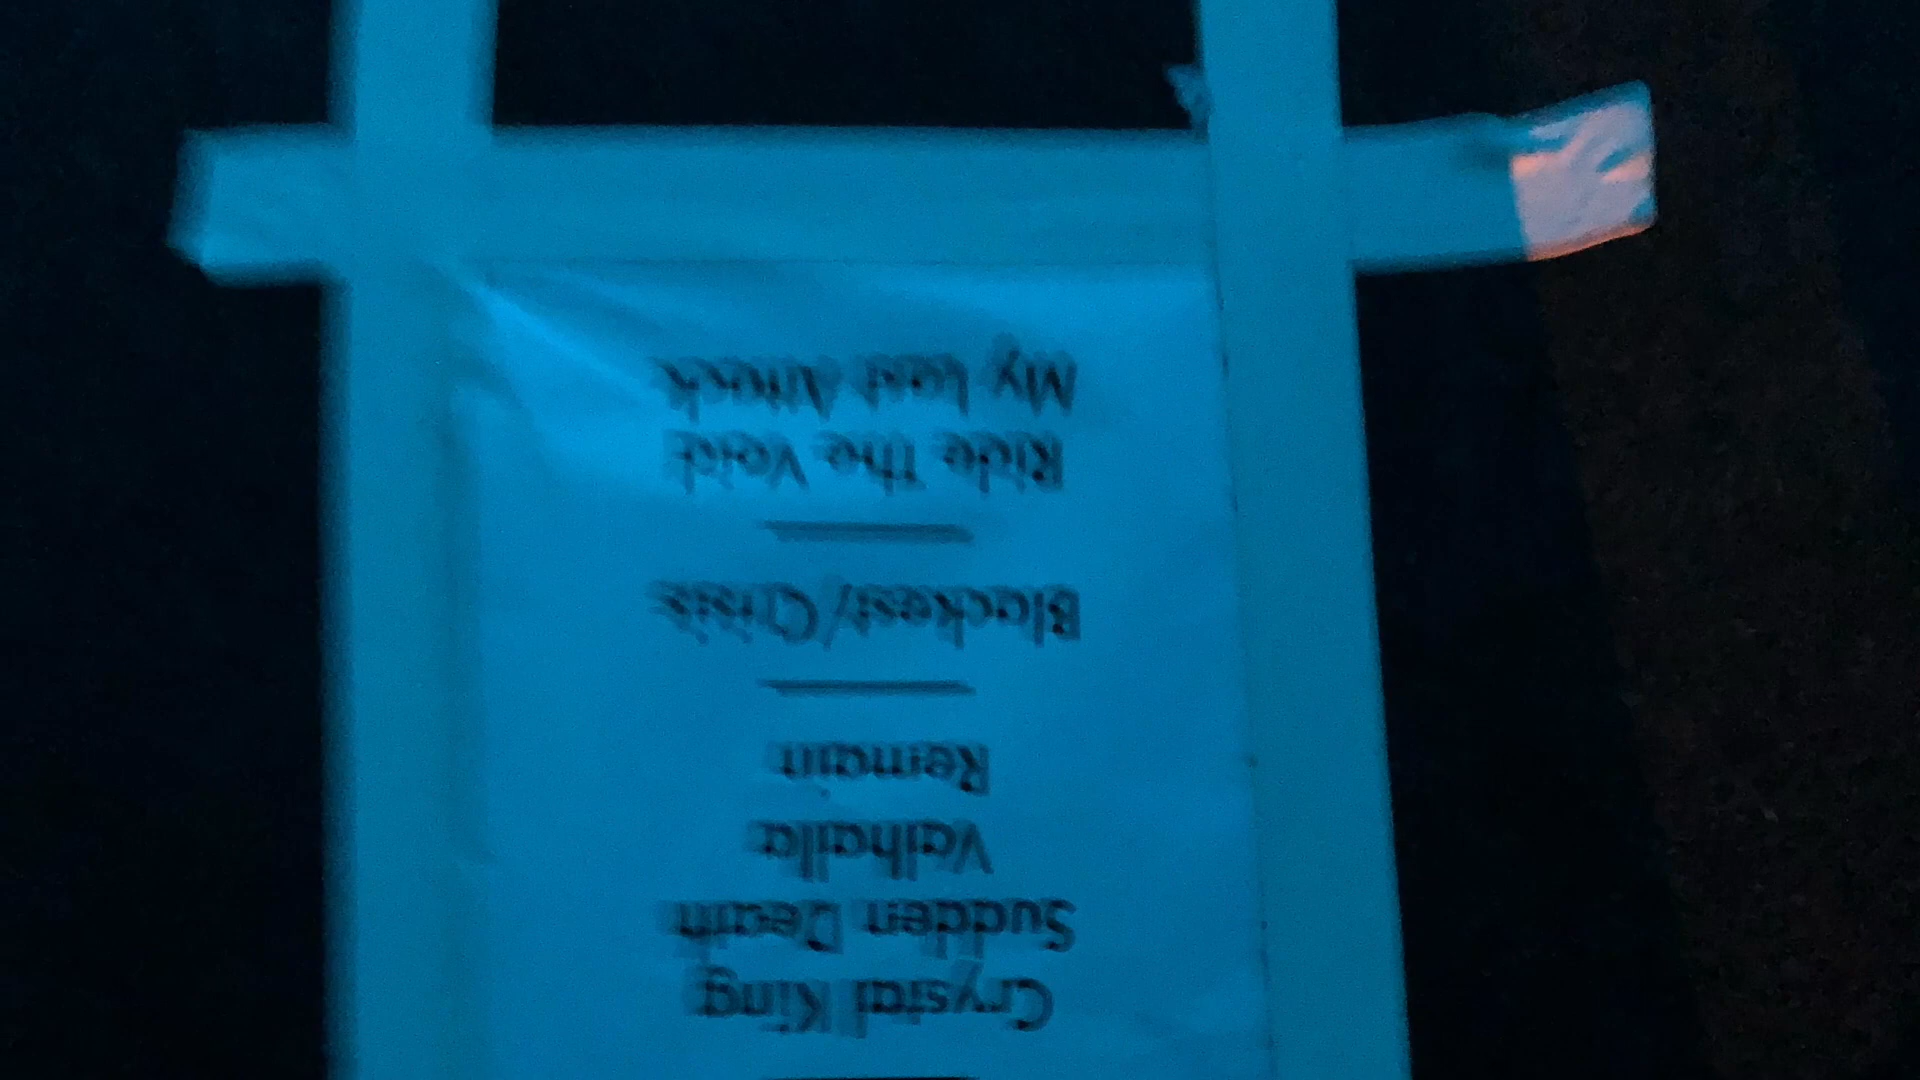 Crystal King
Sudden Death
Valhalla
Remain
Blackest/Crisis
Ride The Void
My Last Attack